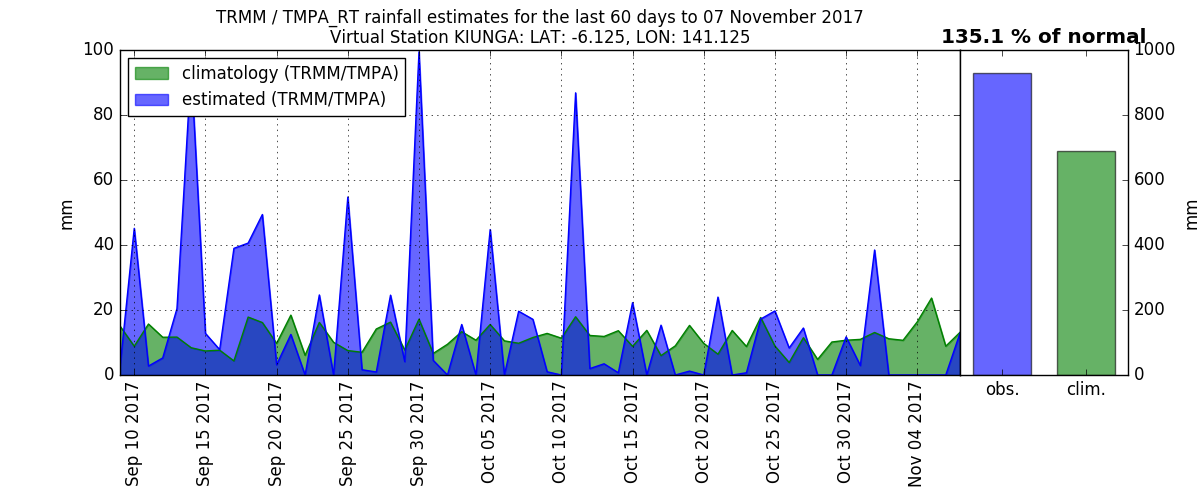 TRMM / TMPA_RT rainfall estimates for the last 60 days to 07 November 2017
Virtual Station KIUNGA: LAT: -6.125, LON: 141.125
135.1 % of normal
climatology (TRMM/TMPA)
estimated (TRMM/TMPA)
100
80
60
40
20
0
mm
1000
800
600
400
200
0
mm
Sep 10 2017
Sep 15 2017
Sep 20 2017
Sep 25 2017
Sep 30 2017
Oct 05 2017
Oct 10 2017
Oct 15 2017
Oct 20 2017
Oct 25 2017
Oct 30 2017
Nov 04 2017
obs.
clim.